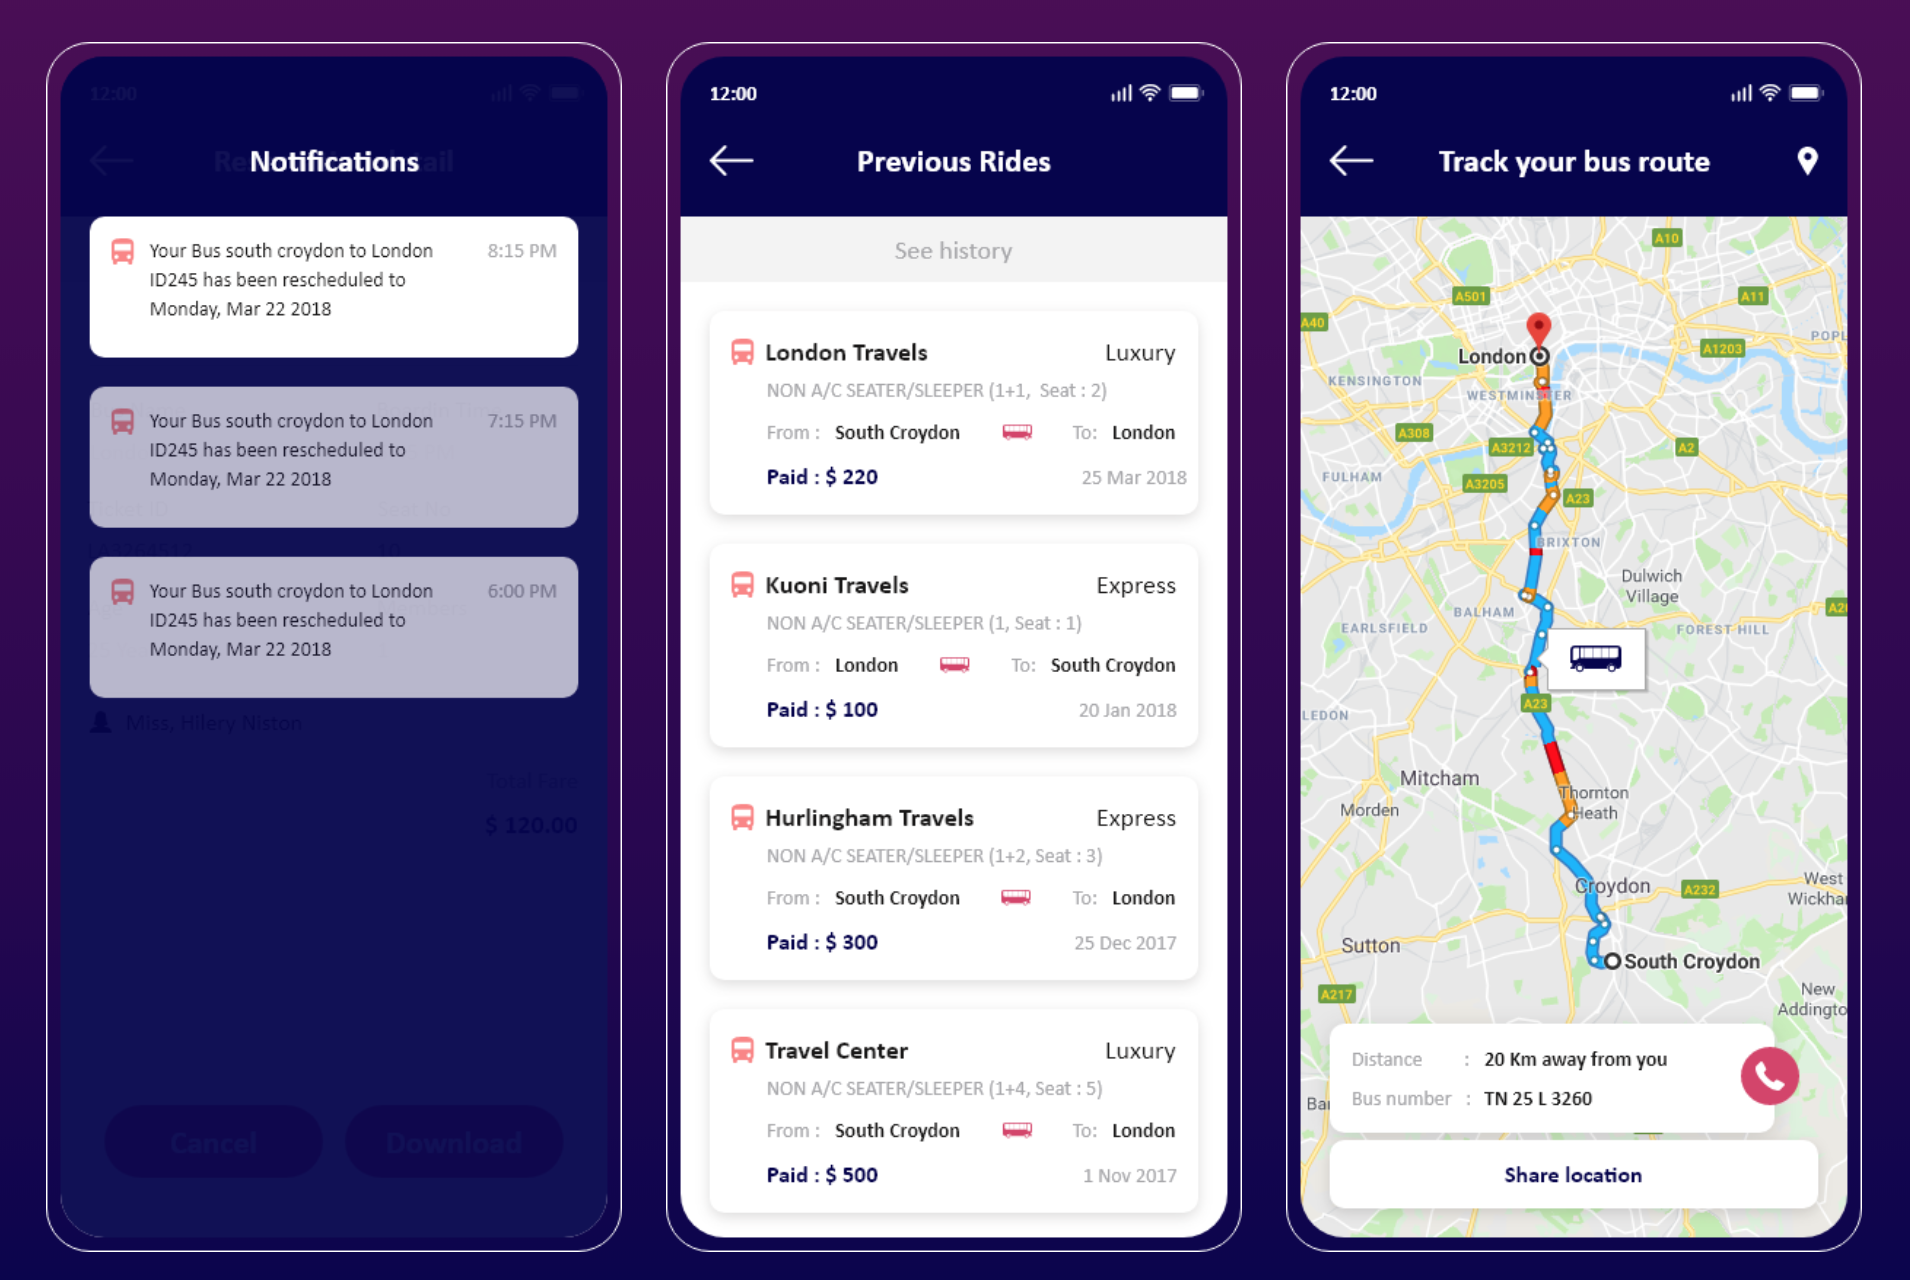 12:00
Notifications
Your Bus south croydon to London
8:15 PM
ID245 has been rescheduled to
Monday, Mar 22 2018
Your Bus south croydon to London
7:15 PM
ID245 has been rescheduled to
Monday, Mar 22 2018
Your Bus south croydon to London
6:00 PM
ID245 has been rescheduled to
Monday, Mar 22 2018
Miss, Hilery Niston
Total Fare
$ 120.00
Cancel
Download
12:00
Previous Rides
See history
London Travels
Luxury
NON A/C SEATER/SLEEPER (1+1, Seat : 2)
From : South Croydon
To: London
Paid : $ 220
25 Mar 2018
Kuoni Travels
Express
NON A/C SEATER/SLEEPER (1, Seat : 1)
From : London
To: South Croydon
Paid : $ 100
20 Jan 2018
Hurlingham Travels
Express
NON A/C SEATER/SLEEPER (1+2, Seat : 3)
From : South Croydon
To: London
Paid : $ 300
25 Dec 2017
Travel Center
Luxury
NON A/C SEATER/SLEEPER (1+4, Seat : 5)
From : South Croydon
To: London
Paid : $ 500
1 Nov 2017
12:00
Track your bus route
A10
A501
A11
A40
POPL
A1203
London
KENSINGTON
WESTMINSTER
A308
A3212
A2
FULHAM
A3205
A23
BRIXTON
Dulwich
Village
BALHAM
A20
EARLSFIELD
FOREST HILL
A23
LEDON
Mitcham
Thornton
Heath
Morden
Croydon
A232
West
Wickha
Sutton
South Croydon
A217
New
Addingto
Distance : 20 Km away from you
Bus number : TN 25 L 3260
Ba
Share location